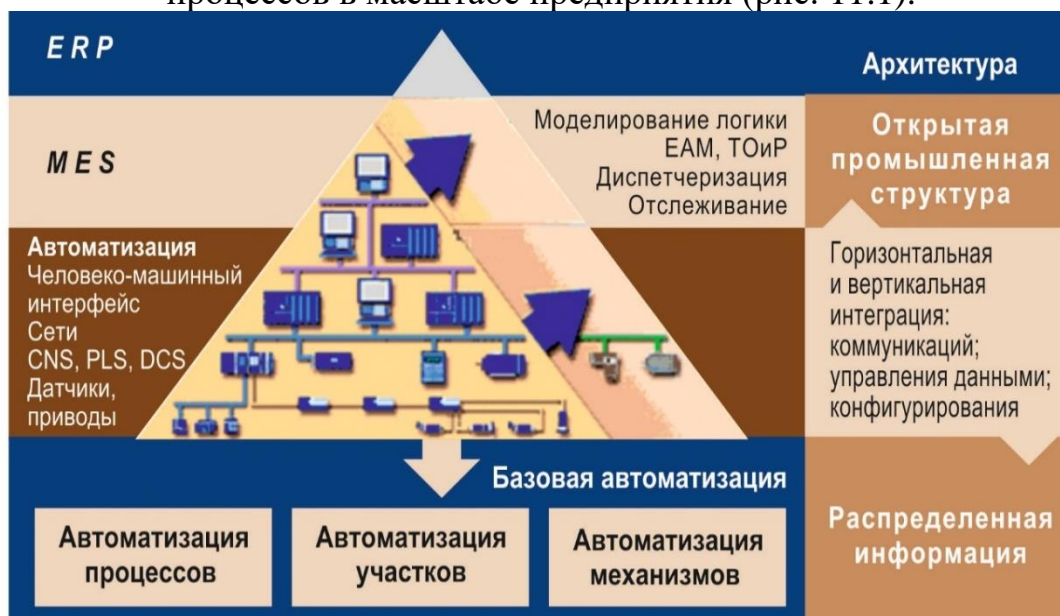 процессов в масштабе предприятия (рис. 11.1).
ERP
Архитектура
MES
Моделирование логики
EAM, ТОиР
Диспетчеризация
Отслеживание
Открытая
промышленная
структура
Автоматизация
Человеко-машинный
интерфейс
Сети
CNS, PLS, DCS
Датчики,
приводы
Горизонтальная
и вертикальная
интеграция:
коммуникаций;
управления данными;
конфигурирования
Базовая автоматизация
Автоматизация
процессов
Автоматизация
участков
Автоматизация
механизмов
Распределенная
информация